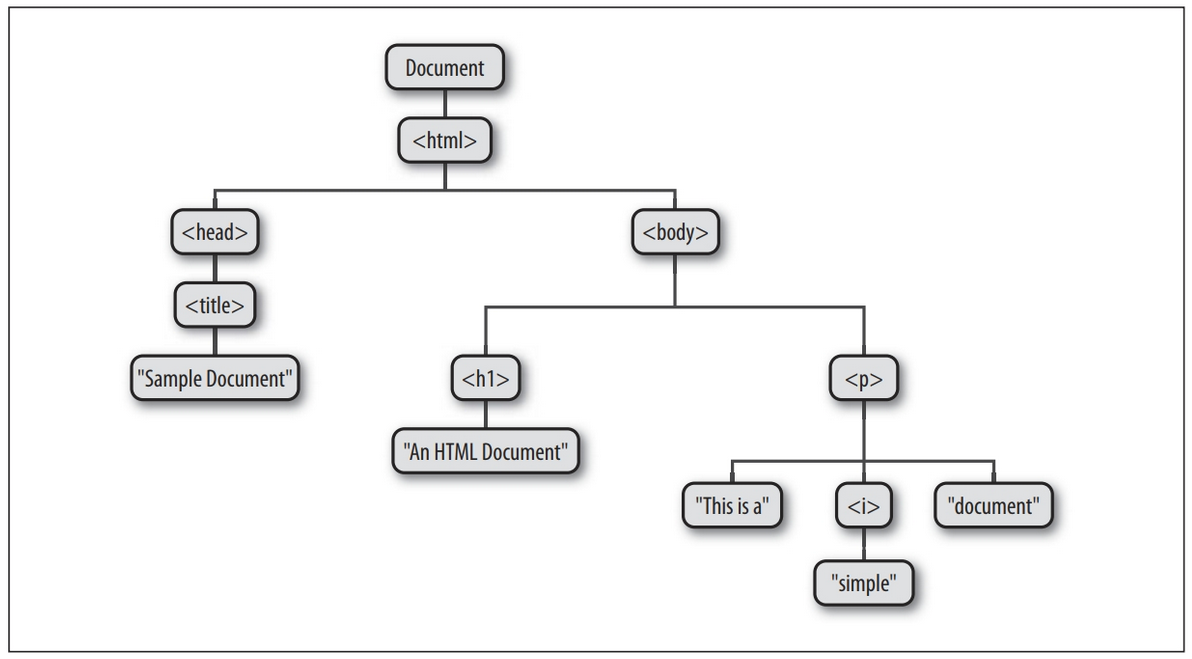 Document
<html>
<head>
<body>
<title>
"Sample Document"
<h1>
<p>
"An HTML Document"
"This is a"
<i>
"document"
"simple"